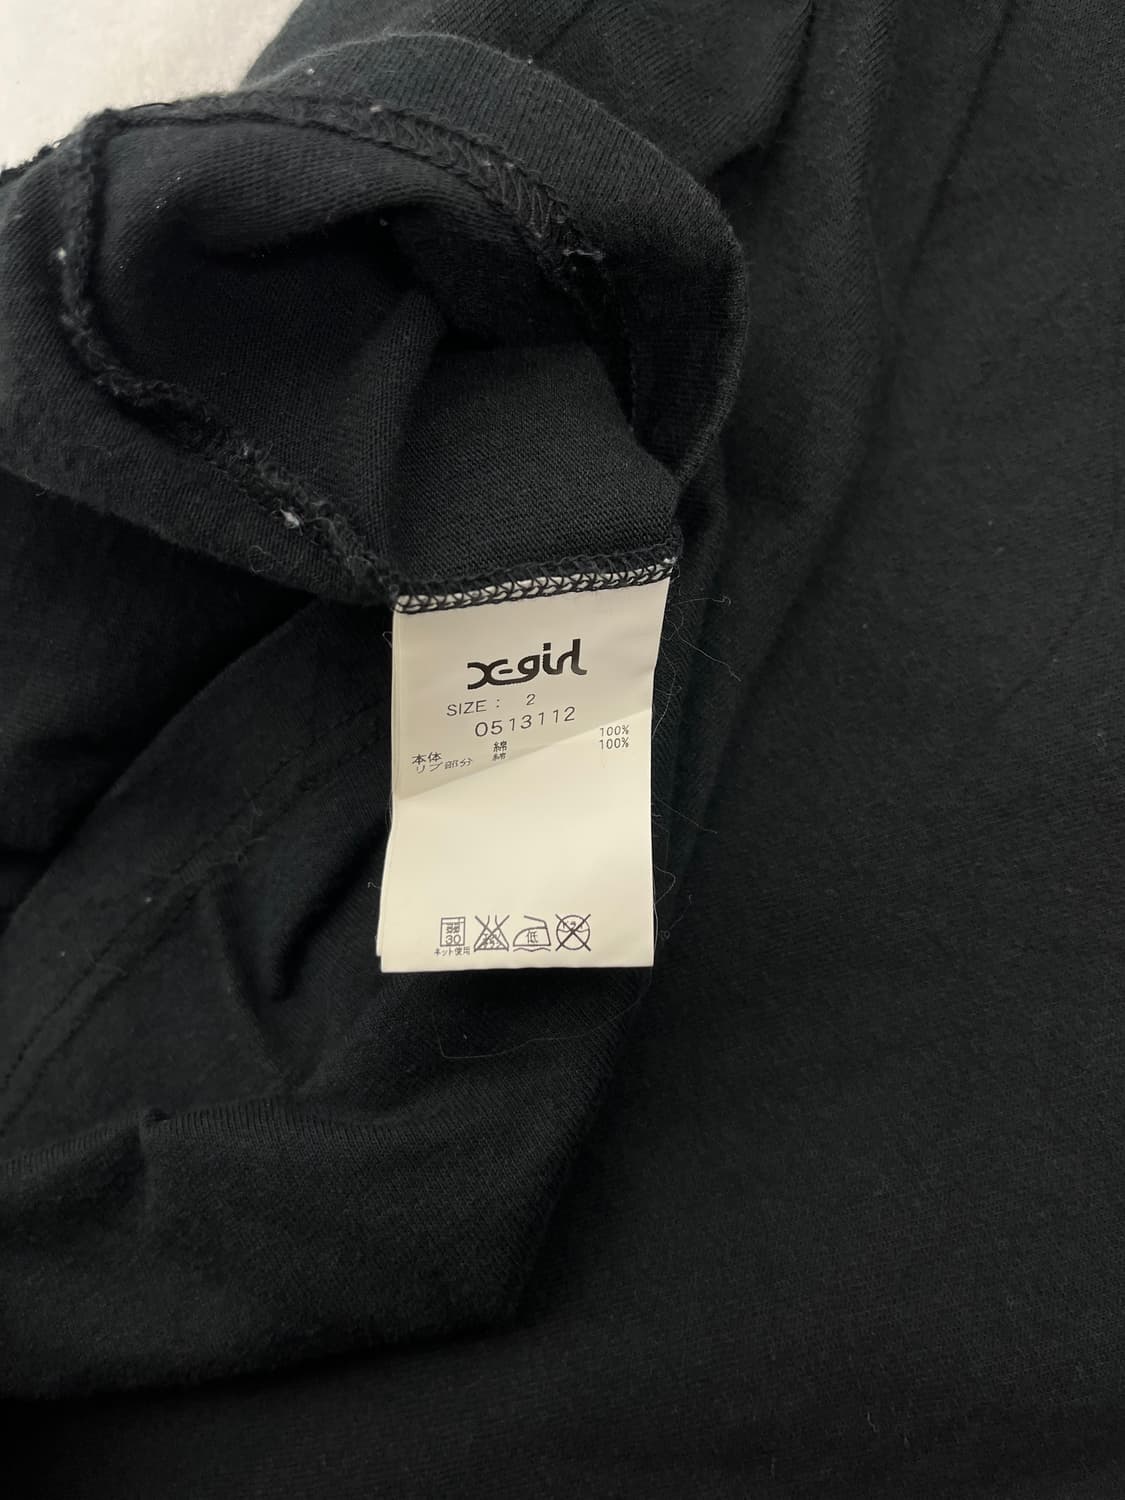 X-girl
SIZE: 2
0513112
本体 綿 100%
リブ部分 綿 100%
30 低
ネット使用